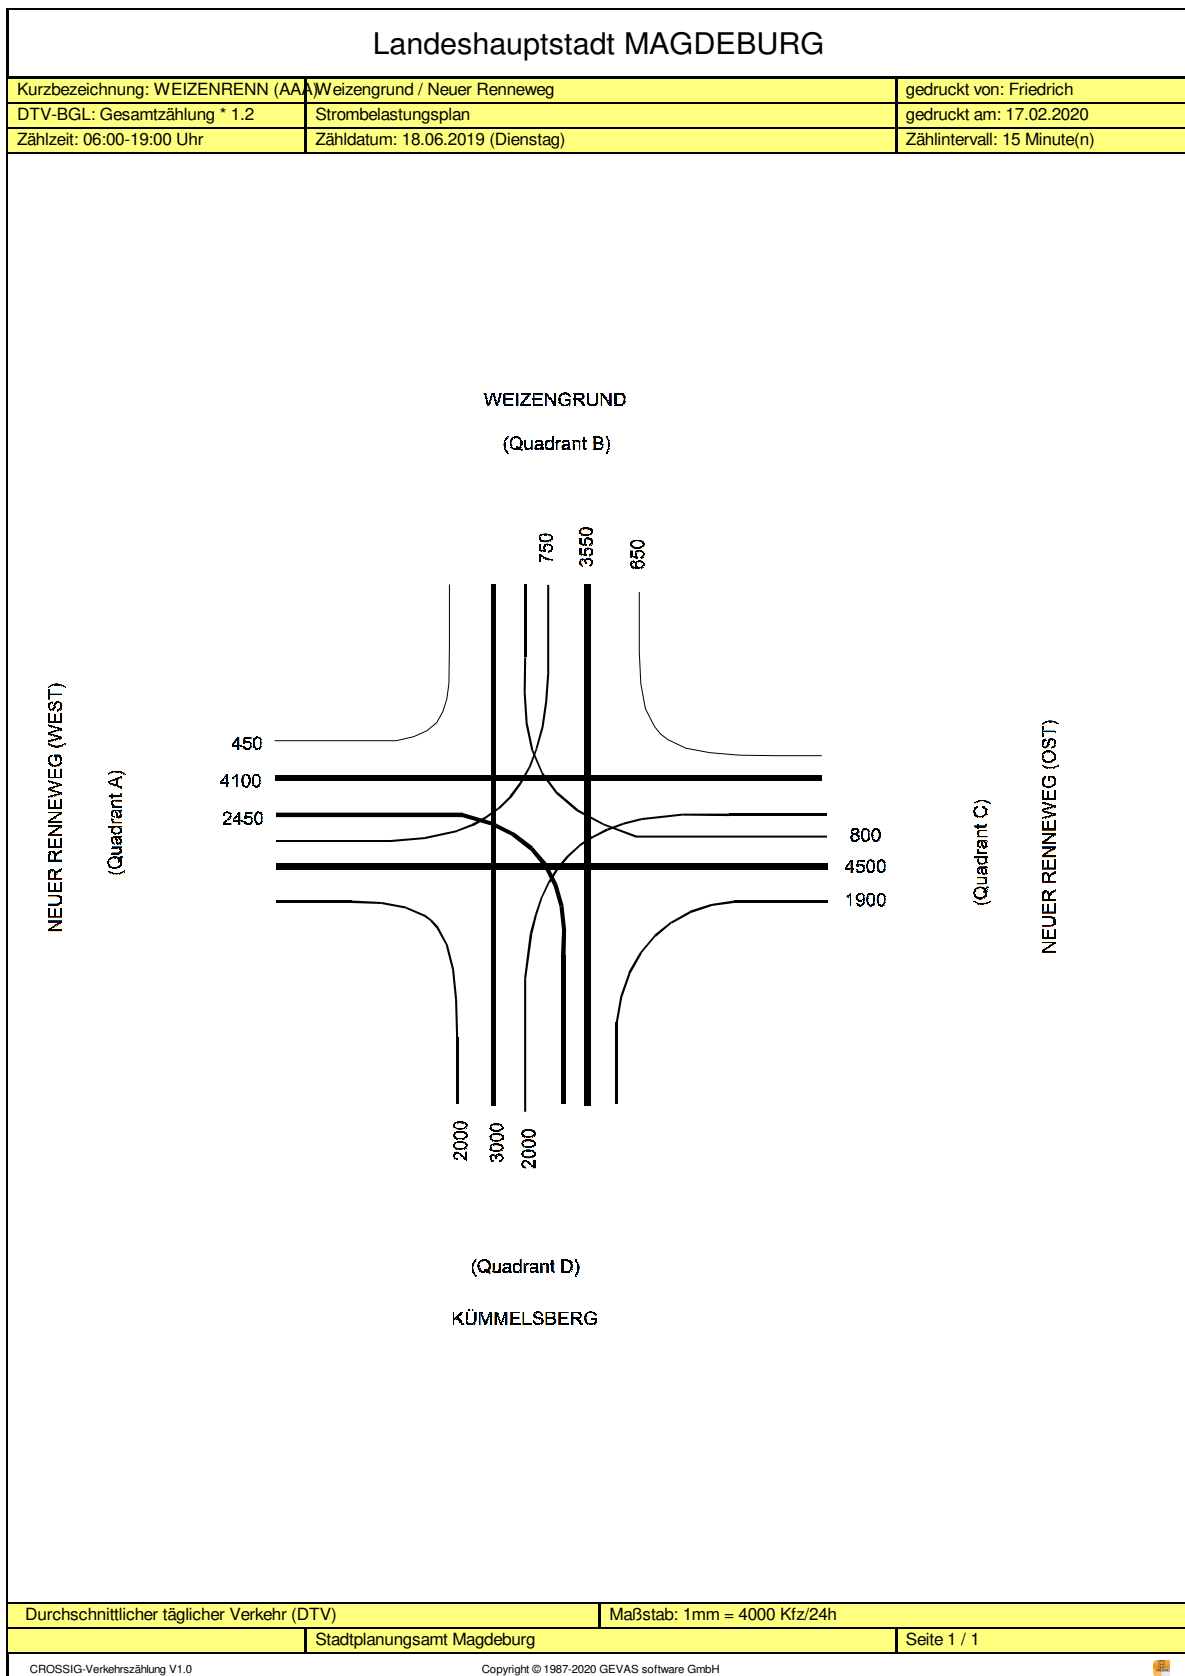 Landeshauptstadt MAGDEBURG
Kurzbezeichnung: WEIZENRENN (AAA) Weizengrund / Neuer Renneweg gedruckt von: Friedrich
DTV-BGL: Gesamtzählung * 1.2 Strombelastungsplan gedruckt am: 17.02.2020
Zählzeit: 06:00-19:00 Uhr Zähldatum: 18.06.2019 (Dienstag) Zählintervall: 15 Minute(n)
WEIZENGRUND
(Quadrant B)
750
3550
650
NEUER RENNEWEG (WEST)
(Quadrant A)
450
4100
2450
800
4500
1900
(Quadrant C)
NEUER RENNEWEG (OST)
2000
3000
2000
(Quadrant D)
KÜMMELSBERG
Durchschnittlicher täglicher Verkehr (DTV) Maßstab: 1mm = 4000 Kfz/24h
Stadtplanungsamt Magdeburg Seite 1 / 1
CROSSIG-Verkehrszählung V1.0 Copyright © 1987-2020 GEVAS software GmbH